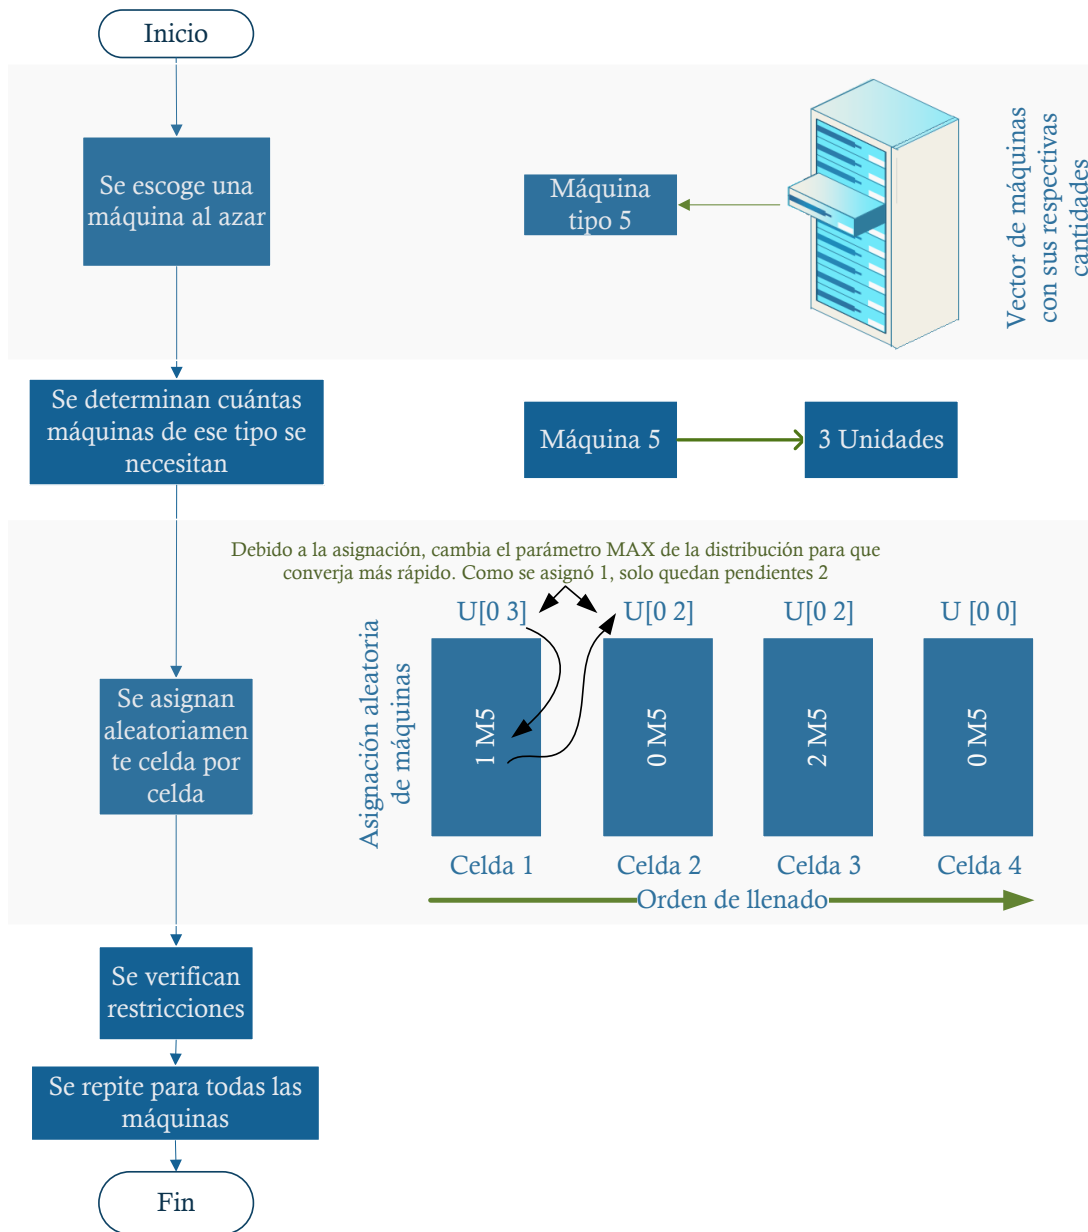 Inicio
Se escoge una
máquina al azar
Máquina
tipo 5
Vector de máquinas
con sus respectivas
cantidades
Se determinan cuántas
máquinas de ese tipo se
necesitan
Máquina 5
3 Unidades
Debido a la asignación, cambia el parámetro MAX de la distribución para que
converja más rápido. Como se asignó 1, solo quedan pendientes 2
U[0 3]
U[0 2]
U[0 2]
U [0 0]
Se asignan
aleatoriamen
te celda por
celda
Asignación aleatoria
de máquinas
1 M5
0 M5
2 M5
0 M5
Celda 1
Celda 2
Celda 3
Celda 4
Orden de llenado
Se verifican
restricciones
Se repite para todas las
máquinas
Fin